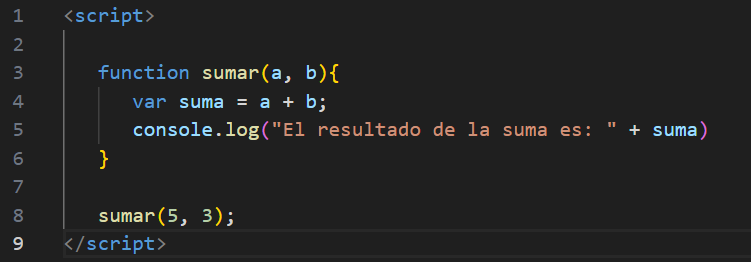 1 <script>
2
3 function sumar(a, b){
4 var suma = a + b;
5 console.log("El resultado de la suma es: " + suma)
6 }
7
8 sumar(5, 3);
9 </script>